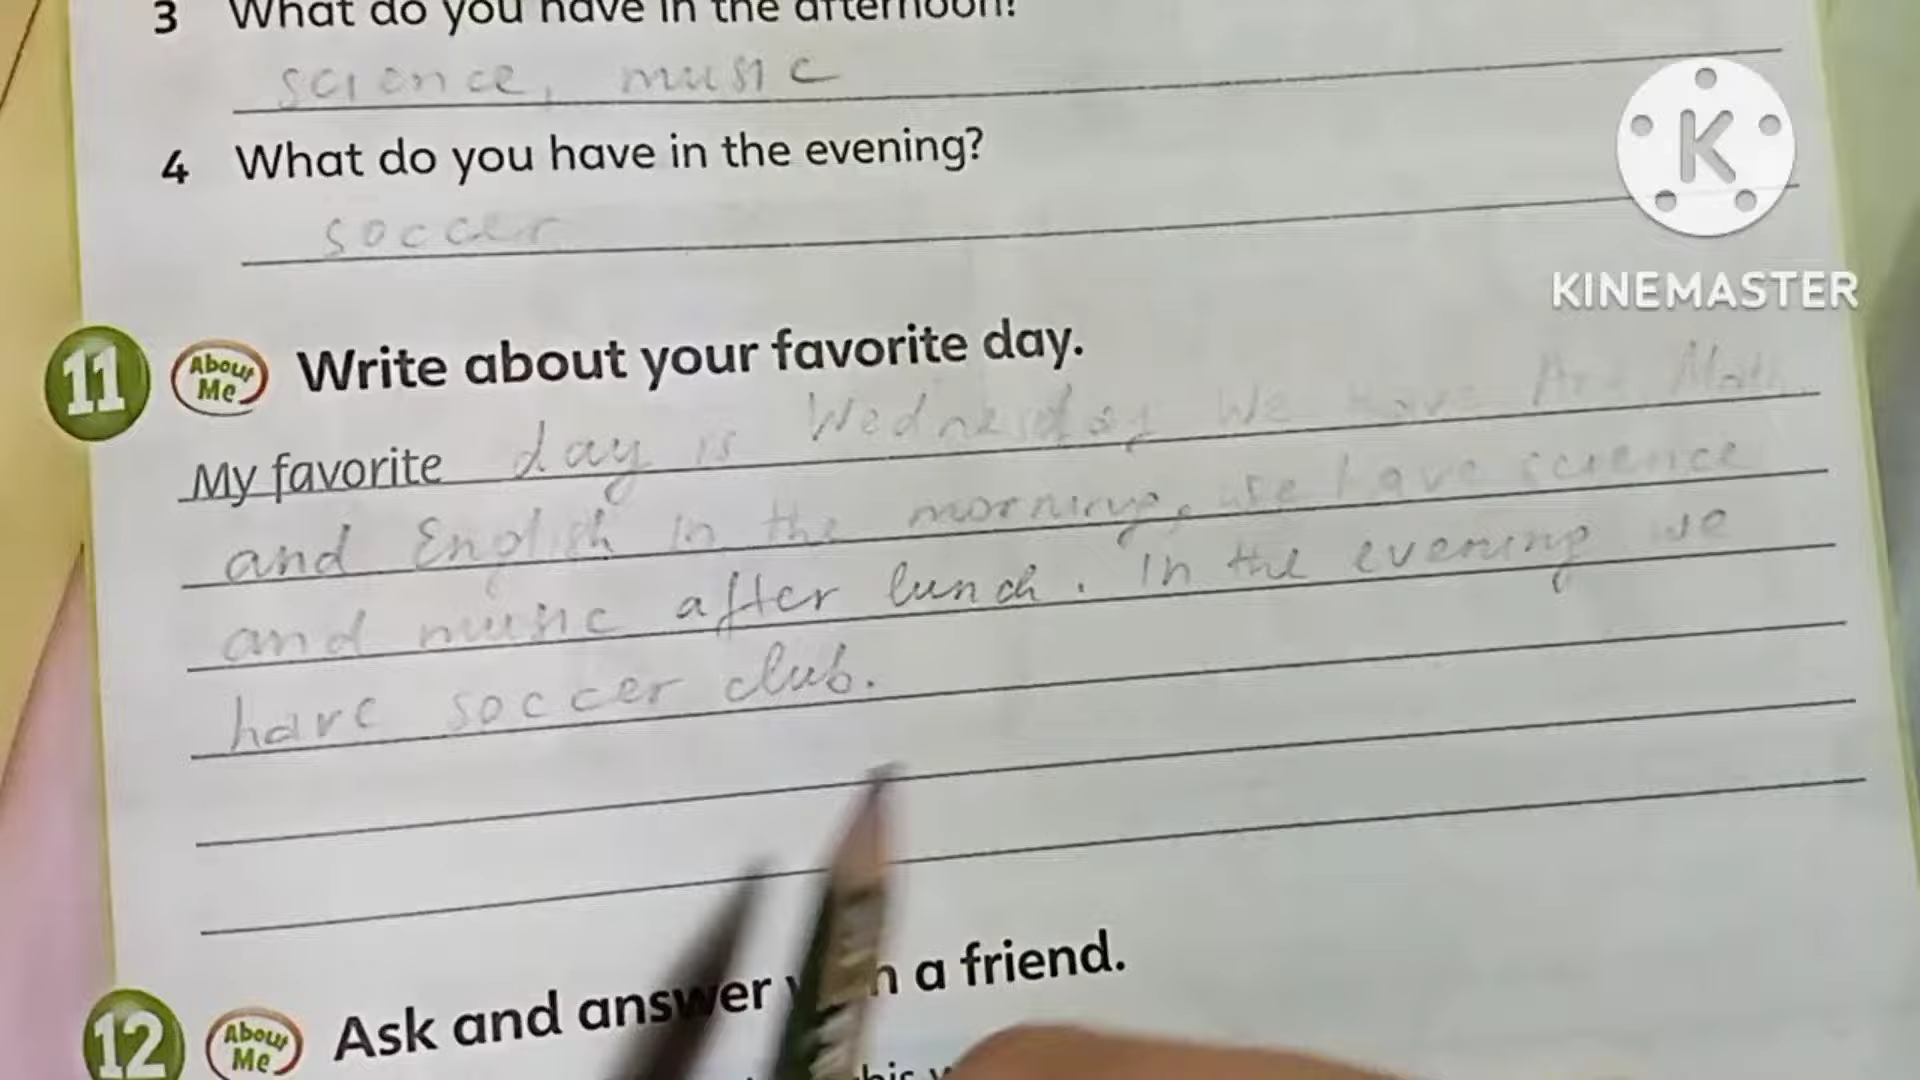 3 What do you have in the afternoon?
science, music
4 What do you have in the evening?
soccer
K
KINEMASTER
11 About Me Write about your favorite day.
My favorite day is Wednesday We have Art, Math
and English in the morning, we have science
and music after lunch. In the evening we
have soccer club.
12 About Me Ask and answer a friend.